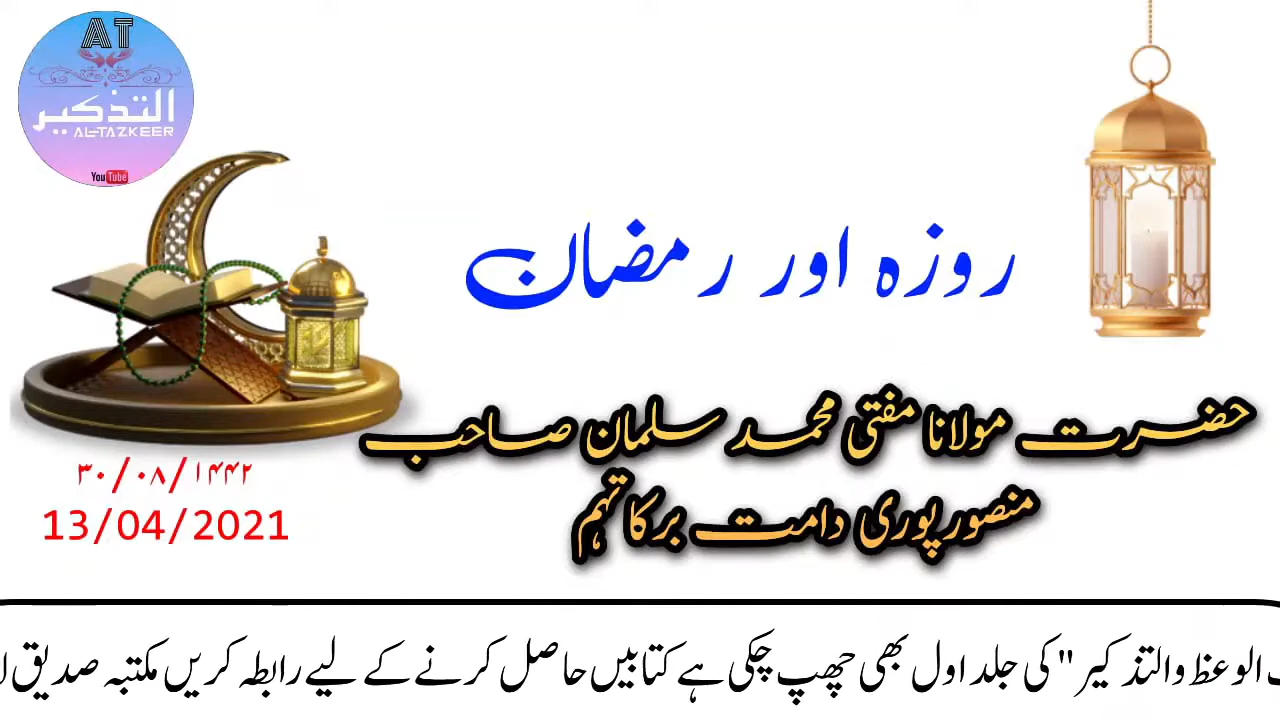 AT
التذکیر
AL-TAZKEER
YouTube
روزہ اور رمضان
حضرت مولانا مفتی محمد سلمان صاحب
منصورپوری دامت برکاتہم
۳۰/۰۸/۱۴۴۲
13/04/2021
الوعظ والتذکیر" کی جلد اول بھی چھپ چکی ہے کتابیں حاصل کرنے کے لیے رابطہ کریں مکتبہ صدیق